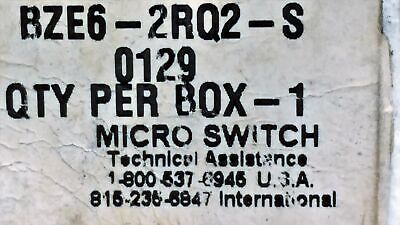 BZE6-2RQ2-S
0129
QTY PER BOX-1
MICRO SWITCH
Technical Assistance
1-800-537-6945 U.S.A.
815-235-6847 International